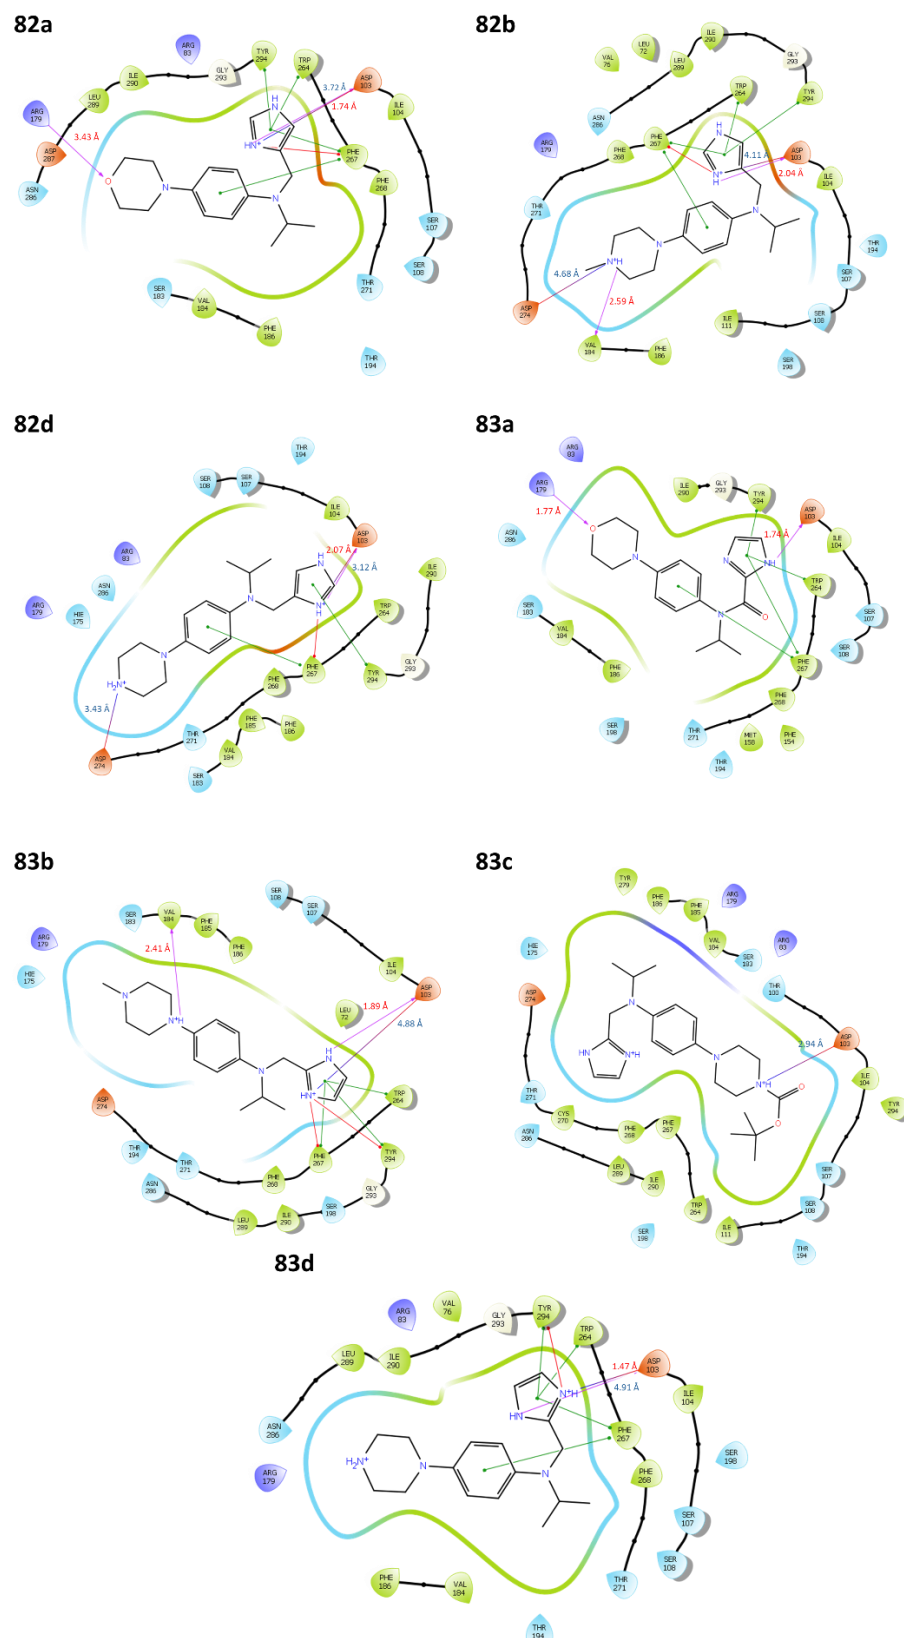 82a
82b
ARG
83
TYR
294
TRP
264
ILE
290
GLY
293
LEU
289
ARG
179
ASP
287
ASN
286
3.43 Å
3.72 Å
1.74 Å
ASP
103
ILE
104
PHE
267
PHE
268
SER
107
SER
108
THR
271
SER
183
VAL
184
PHE
186
THR
194
H
N
HN+
O
N
N
ILE
290
LEU
72
VAL
76
LEU
289
GLY
293
TYR
294
TRP
264
ASN
286
PHE
267
PHE
268
ARG
179
4.11 Å
2.04 Å
ASP
103
ILE
104
THR
271
THR
194
SER
107
SER
108
ILE
111
SER
198
4.68 Å
2.59 Å
ASP
274
VAL
184
PHE
186
H
N
N+
H
N
N
N+H
82d
83a
THR
194
SER
108
SER
107
ILE
104
ASP
103
2.07 Å
3.12 Å
ARG
83
ASN
286
ARG
179
HIE
175
ILE
290
TRP
264
GLY
293
TYR
294
PHE
267
PHE
268
PHE
185
PHE
186
THR
271
VAL
184
SER
183
3.43 Å
ASP
274
H
N
N+
H
N
N
H2N+
ARG
83
ARG
179
1.77 Å
ILE
290
GLY
293
TYR
294
ASP
103
1.74 Å
ILE
104
ASN
286
TRP
264
SER
107
SER
108
SER
183
VAL
184
PHE
186
PHE
267
PHE
268
SER
198
THR
271
MET
158
PHE
154
THR
194
O
N
N
NH
N
O
83b
83c
SER
108
SER
107
SER
183
VAL
184
PHE
185
PHE
186
ARG
179
HIE
175
2.41 Å
ILE
104
ASP
103
LEU
72
1.89 Å
4.88 Å
TRP
264
ASP
274
THR
194
THR
271
PHE
268
PHE
267
TYR
294
GLY
293
ASN
286
LEU
289
ILE
290
SER
198
N
N+H
N
H
N
HN+
TYR
279
PHE
186
PHE
185
ARG
179
VAL
184
SER
183
ARG
83
HIE
175
ASP
274
THR
100
ASP
103
2.94 Å
ILE
104
TYR
294
THR
271
CYS
270
PHE
268
PHE
267
ASN
286
LEU
289
ILE
290
TRP
264
SER
107
SER
108
ILE
111
THR
194
SER
198
N
HN
N+H
N
N+H
O
O
83d
VAL
76
ARG
83
GLY
293
TYR
294
TRP
264
LEU
289
ILE
290
1.47 Å
4.91 Å
ASP
103
ILE
104
ASN
286
ARG
179
PHE
267
PHE
268
SER
198
SER
107
SER
108
THR
271
PHE
186
VAL
184
THR
194
N+H
HN
H2N+
N
N